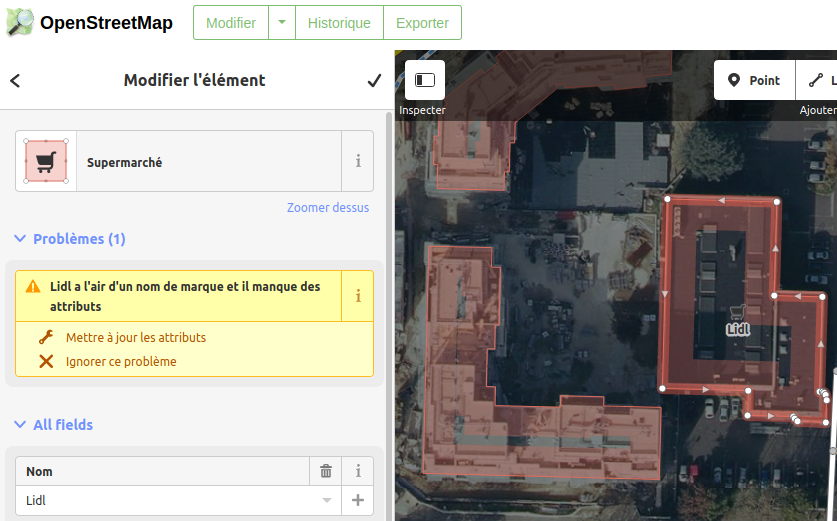 OpenStreetMap
Modifier
Historique
Exporter
Modifier l'élément
Inspecter
Point
L
Ajouter
Supermarché
i
Zoomer dessus
Problèmes (1)
Lidl a l'air d'un nom de marque et il manque des
attributs
i
Mettre à jour les attributs
Ignorer ce problème
Lidl
All fields
Nom
i
Lidl